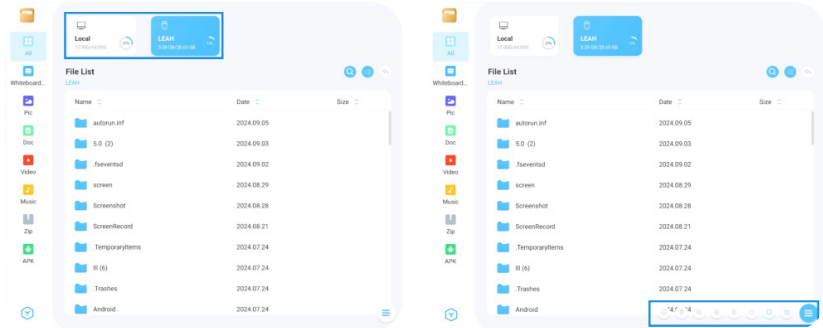 Local
LEAH
All
File List
LEAH
Whiteboard...
Name Date Size
Pic
autorun.inf 2024.09.05
Doc
5.0 (2) 2024.09.03
.fseventsd 2024.09.02
Video
screen 2024.08.29
Music
Screenshot 2024.08.28
Zip
ScreenRecord 2024.08.21
.TemporaryItems 2024.07.24
APK
lll (6) 2024.07.24
.Trashes 2024.07.24
Android 2024.07.24
Local
LEAH
All
File List
LEAH
Whiteboard...
Name Date Size
Pic
autorun.inf 2024.09.05
Doc
5.0 (2) 2024.09.03
.fseventsd 2024.09.02
Video
screen 2024.08.29
Music
Screenshot 2024.08.28
Zip
ScreenRecord 2024.08.21
.TemporaryItems 2024.07.24
APK
lll (6) 2024.07.24
.Trashes 2024.07.24
Android